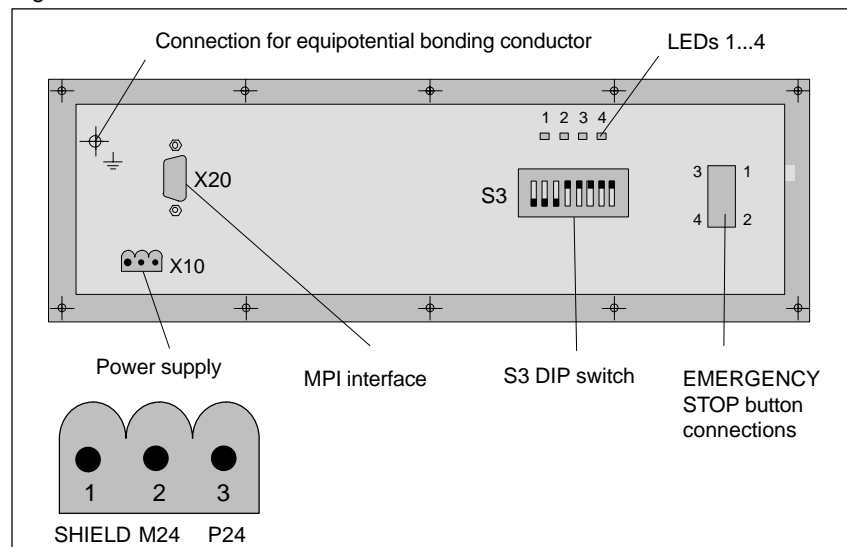 Connection for equipotential bonding conductor
LEDs 1...4
1 2 3 4
X20
S3
3 1
4 2
X10
Power supply
MPI interface
S3 DIP switch
EMERGENCY
STOP button
connections
1 2 3
SHIELD M24 P24